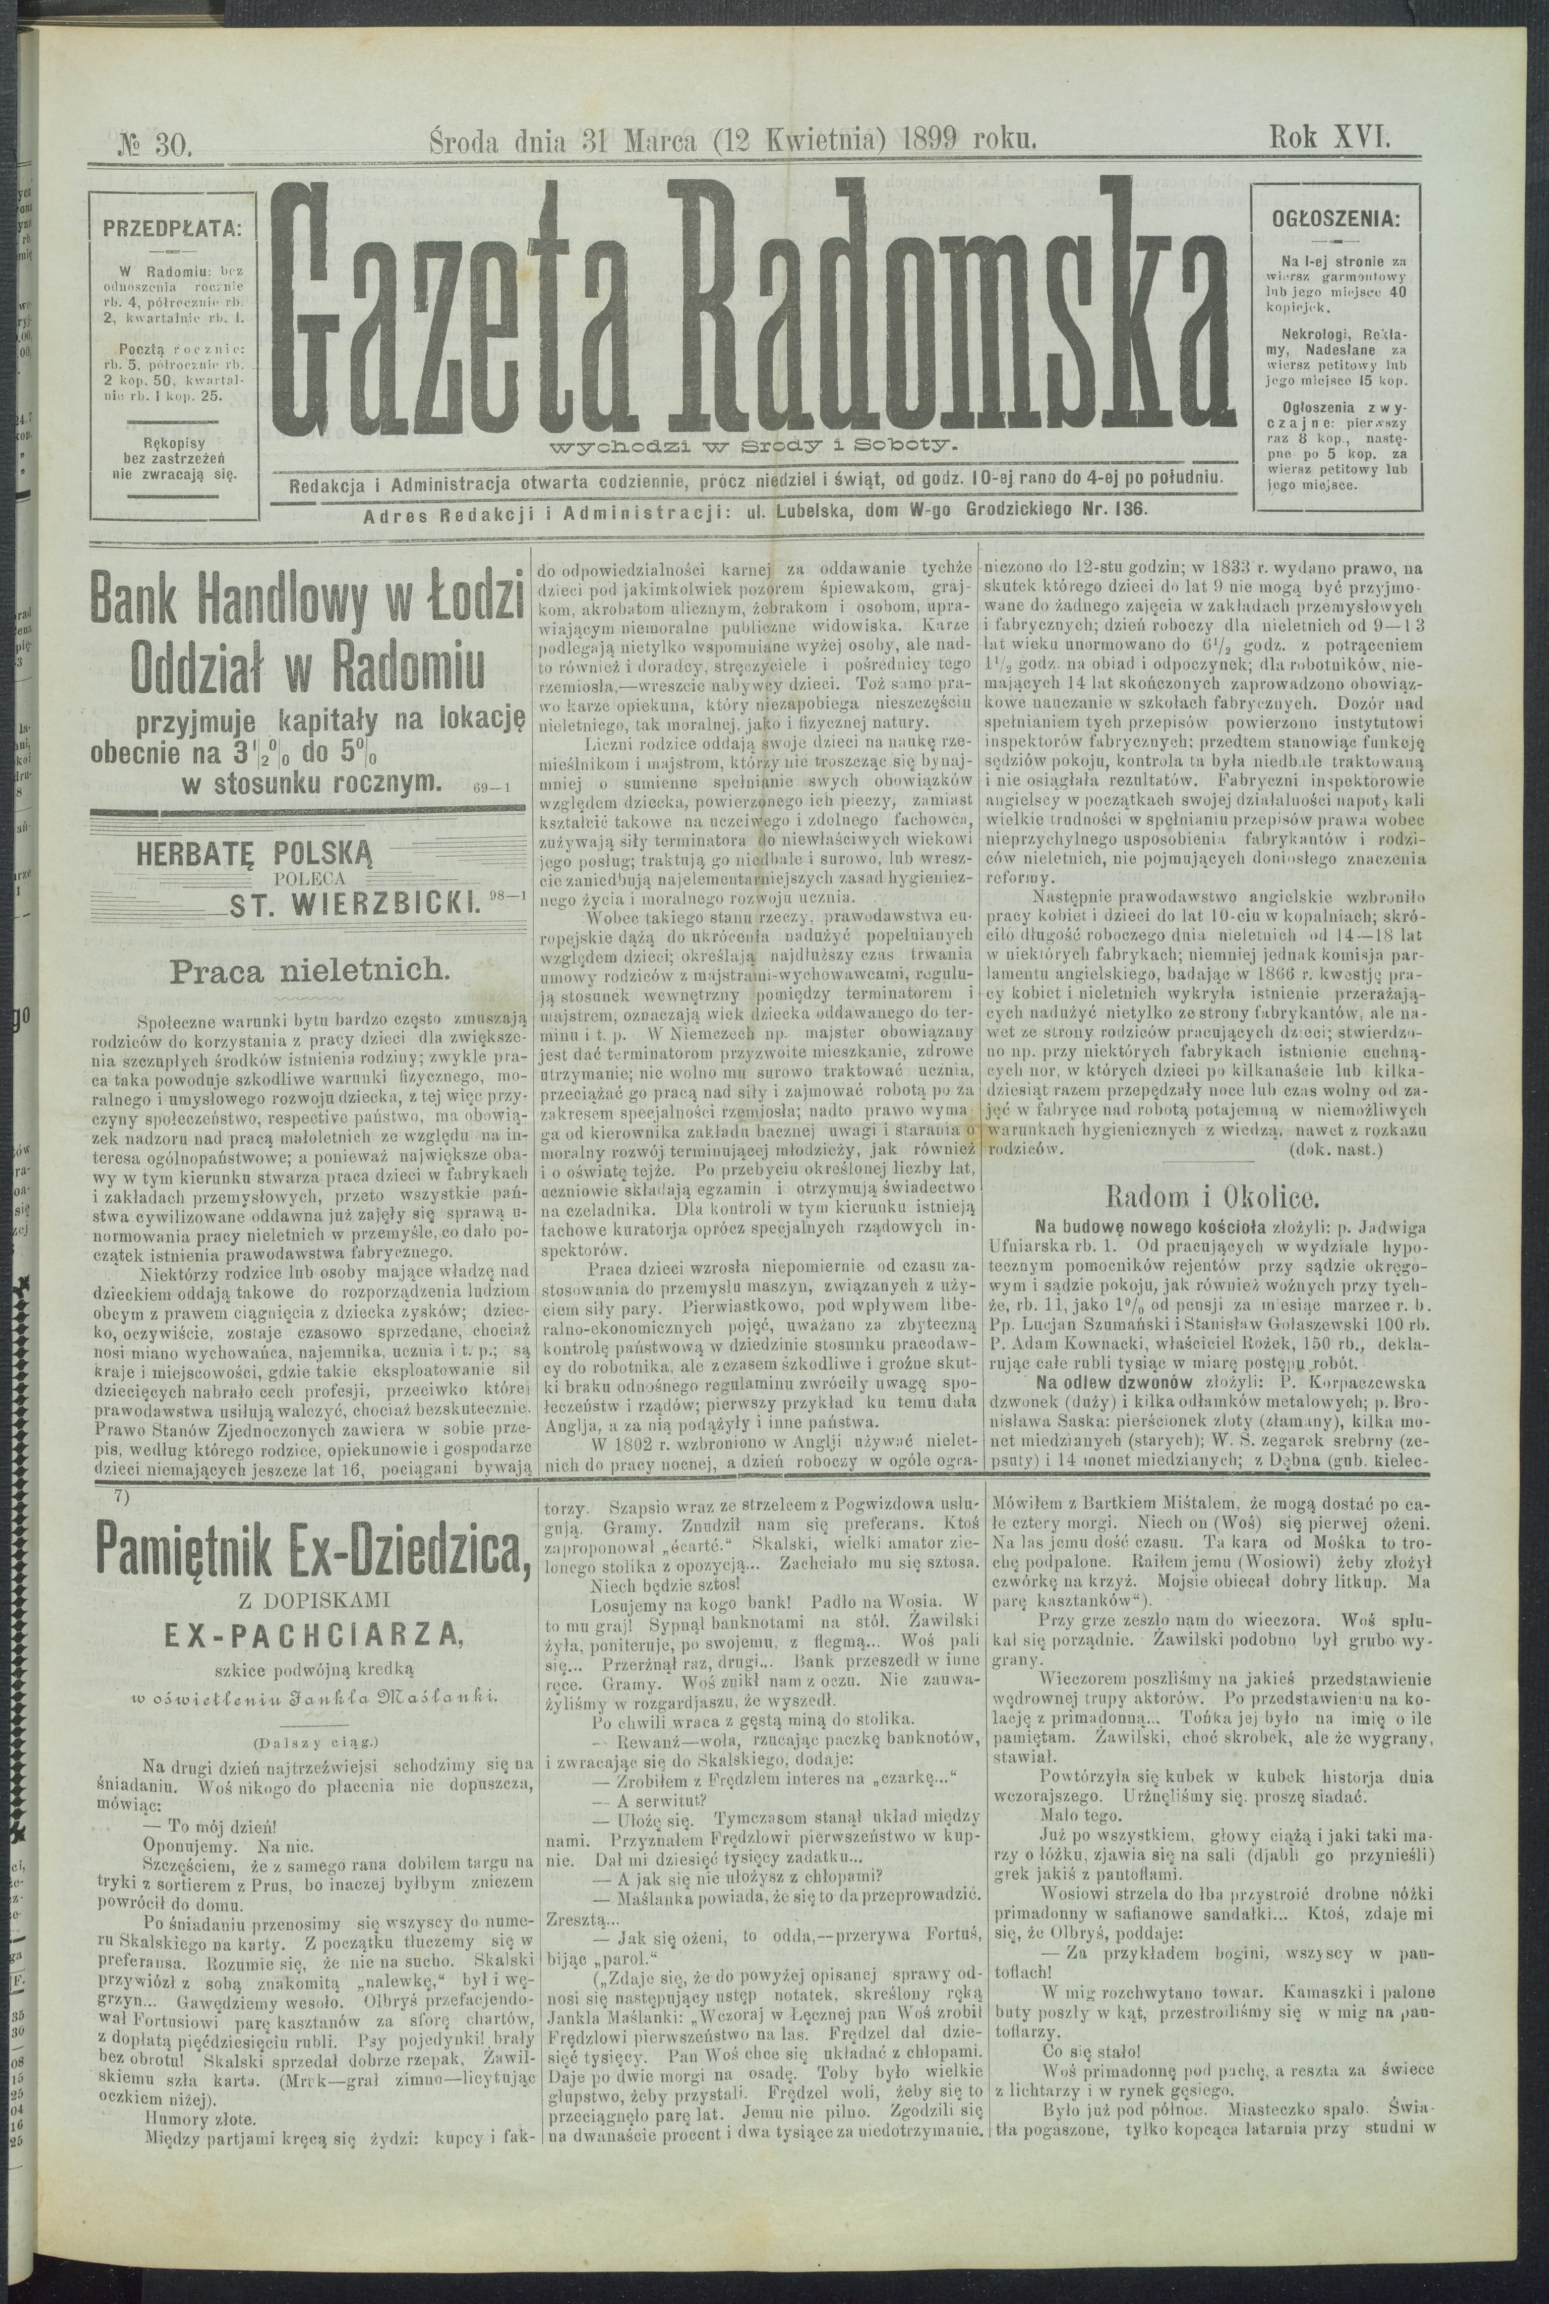 № 30.
Środa dnia 31 Marca (12 Kwietnia) 1899 roku.
Rok XVI.
PRZEDPŁATA:
W Radomiu: bez
odnoszenia rocznie
rb. 4, półrocznie rb.
2, kwartalnie rb. 1.
Pocztą rocznie:
rb. 5, półrocznie rb.
2 kop. 50, kwartal-
nie rb. 1 kop. 25.
Rękopisy
bez zastrzeżeń
nie zwracają się.
Gazeta Radomska
wychodzi w Środy i Soboty.
Redakcja i Administracja otwarta codziennie, prócz niedziel i świąt, od godz. 10-ej rano do 4-ej po południu.
Adres Redakcji i Administracji: ul. Lubelska, dom W-go Grodzickiego Nr. 136.
OGŁOSZENIA:
Na I-ej stronie za
wiersz garmontowy
lub jego miejsce 40
kopiejek.
Nekrologi, Rekla-
my, Nadesłane za
wiersz petitowy lub
jego miejsce 15 kop.
Ogłoszenia zwy-
czajne: pierwszy
raz 8 kop., nastę-
pne po 5 kop. za
wiersz petitowy lub
jego miejsce.
Bank Handlowy w Łodzi
Oddział w Radomiu
przyjmuje kapitały na lokację
obecnie na 3 1/2 % do 5%
w stosunku rocznym. 69—1
HERBATĘ POLSKĄ
POLECA
ST. WIERZBICKI. 98—1
Praca nieletnich.
Społeczne warunki bytu bardzo często zmuszają
rodziców do korzystania z pracy dzieci dla zwiększe-
nia szczupłych środków istnienia rodziny; zwykle pra-
ca taka powoduje szkodliwe warunki fizycznego, mo-
ralnego i umysłowego rozwoju dziecka, z tej więc przy-
czyny społeczeństwo, respective państwo, ma obowią-
zek nadzoru nad pracą małoletnich ze względu na in-
teresa ogólnopaństwowe; a ponieważ największe oba-
wy w tym kierunku stwarza praca dzieci w fabrykach
i zakładach przemysłowych, przeto wszystkie pań-
stwa cywilizowane oddawna już zajęły się sprawą u-
normowania pracy nieletnich w przemyśle, co dało po-
czątek istnienia prawodawstwa fabrycznego.
Niektórzy rodzice lub osoby mające władzę nad
dzieckiem oddają takowe do rozporządzenia ludziom
obcym z prawem ciągnięcia z dziecka zysków; dziec-
ko, oczywiście, zostaje czasowo sprzedane, chociaż
nosi miano wychowańca, najemnika, ucznia i t. p.; są
kraje i miejscowości, gdzie takie eksploatowanie sił
dziecięcych nabrało cech profesji, przeciwko której
prawodawstwa usiłują walczyć, chociaż bezskutecznie.
Prawo Stanów Zjednoczonych zawiera w sobie prze-
pis, według którego rodzice, opiekunowie i gospodarze
dzieci niemających jeszcze lat 16, pociągani bywają
do odpowiedzialności karnej za oddawanie tychże
dzieci pod jakimkolwiek pozorem śpiewakom, graj-
kom, akrobatom ulicznym, żebrakom i osobom, upra-
wiającym niemoralne publiczne widowiska. Karze
podlegają nietylko wspomniane wyżej osoby, ale nad-
to również i doradcy, stręczyciele i pośrednicy tego
rzemiosła,—wreszcie nabywcy dzieci. Toż samo pra-
wo karze opiekuna, który niezapobiega nieszczęściu
nieletniego, tak moralnej, jako i fizycznej natury.
Liczni rodzice oddają swoje dzieci na naukę rze-
mieślnikom i majstrom, którzy nie troszcząc się bynaj-
mniej o sumienne spełnianie swych obowiązków
względem dziecka, powierzonego ich pieczy, zamiast
kształcić takowe na uczciwego i zdolnego fachowca,
zużywają siły terminatora do niewłaściwych wiekowi
jego posług; traktują go niedbale i surowo, lub wresz-
cie zaniedbują najelementarniejszych zasad hygienicz-
nego życia i moralnego rozwoju ucznia.
Wobec takiego stanu rzeczy, prawodawstwa eu-
ropejskie dążą do ukrócenia nadużyć popełnianych
względem dzieci; określają najdłuższy czas trwania
umowy rodziców z majstrami-wychowawcami, regulu-
ją stosunek wewnętrzny pomiędzy terminatorem i
majstrem, oznaczają wiek dziecka oddawanego do ter-
minu i t. p. W Niemczech np. majster obowiązany
jest dać terminatorom przyzwoite mieszkanie, zdrowe
utrzymanie; nie wolno mu surowo traktować ucznia,
przeciążać go pracą nad siły i zajmować robotą po za
zakresem specjalności rzemiosła; nadto prawo wyma-
ga od kierownika zakładu bacznej uwagi i starania o
moralny rozwój terminującej młodzieży, jak również
i o oświatę tejże. Po przebyciu określonej liczby lat,
uczniowie składają egzamin i otrzymują świadectwo
na czeladnika. Dla kontroli w tym kierunku istnieją
fachowe kuratorja oprócz specjalnych rządowych in-
spektorów.
Praca dzieci wzrosła niepomiernie od czasu za-
stosowania do przemysłu maszyn, związanych z uży-
ciem siły pary. Pierwiastkowo, pod wpływem libe-
ralno-ekonomicznych pojęć, uważano za zbyteczną
kontrolę państwową w dziedzinie stosunku pracodaw-
cy do robotnika, ale z czasem szkodliwe i groźne skut-
ki braku odnośnego regulaminu zwróciły uwagę spo-
łeczeństw i rządów; pierwszy przykład ku temu dała
Anglja, a za nią podążyły i inne państwa.
W 1802 r. wzbroniono w Anglji używać nielet-
nich do pracy nocnej, a dzień roboczy w ogóle ogra-
niczono do 12-stu godzin; w 1833 r. wydano prawo, na
skutek którego dzieci do lat 9 nie mogą być przyjmo-
wane do żadnego zajęcia w zakładach przemysłowych
i fabrycznych; dzień roboczy dla nieletnich od 9—13
lat wieku unormowano do 6½ godz. z potrąceniem
1½ godz. na obiad i odpoczynek; dla robotników, nie-
mających 14 lat skończonych zaprowadzono obowiąz-
kowe nauczanie w szkołach fabrycznych. Dozór nad
spełnianiem tych przepisów powierzono instytutowi
inspektorów fabrycznych; przedtem stanowiąc funkcję
sędziów pokoju, kontrola ta była niedbale traktowaną
i nie osiągłała rezultatów. Fabryczni inspektorowie
angielscy w początkach swojej działalności napotykali
wielkie trudności w spełnianiu przepisów prawa wobec
nieprzychylnego usposobienia fabrykantów i rodzi-
ców nieletnich, nie pojmujących doniosłego znaczenia
reformy.
Następnie prawodawstwo angielskie wzbroniło
pracy kobiet i dzieci do lat 10-ciu w kopalniach; skró-
ciło długość roboczego dnia nieletnich od 14—18 lat
w niektórych fabrykach; niemniej jednak komisja par-
lamentu angielskiego, badając w 1866 r. kwestję pra-
cy kobiet i nieletnich wykryła istnienie przerażają-
cych nadużyć nietylko ze strony fabrykantów, ale na-
wet ze strony rodziców pracujących dzieci; stwierdzo-
no np. przy niektórych fabrykach istnienie cuchną-
cych nor, w których dzieci po kilkanaście lub kilka-
dziesiąt razem przepędzały noce lub czas wolny od za-
jęć w fabryce nad robotą potajemną w niemożliwych
warunkach hygienicznych z wiedzą, nawet z rozkazu
rodziców. (dok. nast.)
Radom i Okolice.
Na budowę nowego kościoła złożyli: p. Jadwiga
Ufniarska rb. 1. Od pracujących w wydziale hypo-
tecznym pomocników rejentów przy sądzie okręgo-
wym i sądzie pokoju, jak również woźnych przy tych-
że, rb. 11, jako 1% od pensji za miesiąc marzec r. b.
Pp. Lucjan Szumański i Stanisław Gołaszewski 100 rb.
P. Adam Kownacki, właściciel Rożek, 150 rb., dekla-
rując całe rubli tysiąc w miarę postępu robót.
Na odlew dzwonów złożyli: P. Korpaczewska
dzwonek (duży) i kilka odłamków metalowych; p. Bro-
nisława Saska: pierścionek złoty (złamany), kilka mo-
net miedzianych (starych); W. S. zegarek srebrny (ze-
psuty) i 14 monet miedzianych; z Dębna (gub. kielec-
7)
Pamiętnik Ex-Dziedzica,
Z DOPISKAMI
EX-PACHCIARZA,
szkice podwójną kredką
w oświetleniu Jankla Maślanki.
(Dalszy ciąg.)
Na drugi dzień najtrzeźwiejsi schodzimy się na
śniadaniu. Woś nikogo do płacenia nie dopuszcza,
mówiąc:
— To mój dzień!
Oponujemy. Na nic.
Szczęściem, że z samego rana dobiłem targu na
tryki z sortierem z Prus, bo inaczej byłbym zniczem
powrócił do domu.
Po śniadaniu przenosimy się wszyscy do nume-
ru Skalskiego na karty. Z początku tłuczemy się w
preferansa. Rozumie się, że nie na sucho. Skalski
przywiózł z sobą znakomitą „nalewkę,“ był i wę-
grzyn... Gawędziemy wesoło. Olbryś przefacjendo-
wał Fortusiowi parę kasztanów za sforę chartów,
z dopłatą pięćdziesięciu rubli. Psy pojedynki! brały
bez obrotu! Skalski sprzedał dobrze rzepak, Żawil-
skiemu szła karta. (Mrek—grał zimno—licytując
oczkiem niżej).
Humory złote.
Między partjami kręcą się żydzi: kupcy i fak-
torzy. Szapsio wraz ze strzelcem z Pogwizdowa usłu-
gują. Gramy. Znudził nam się preferans. Ktoś
zaproponował „écarté.“ Skalski, wielki amator zie-
lonego stolika z opozycją... Zachciało mu się sztosa.
Niech będzie sztos!
Losujemy na kogo bank! Padło na Wosia. W
to mu graj! Sypnął banknotami na stół. Żawilski
żyła, poniteruje, po swojemu, z flegmą... Woś pali
się... Przerżnął raz, drugi... Bank przeszedł w inne
ręce. Gramy. Woś znikł nam z oczu. Nie zauwa-
żyliśmy w rozgardjaszu, że wyszedł.
Po chwili wraca z gęstą miną do stolika.
— Rewanż—woła, rzucając paczkę banknotów,
i zwracając się do Skalskiego, dodaje:
— Zrobiłem z Frędzlem interes na „czarkę...“
— A serwitut?
— Ułożę się. Tymczasem stanął układ między
nami. Przyznałem Frędzlowi pierwszeństwo w kup-
nie. Dał mi dziesięć tysięcy zadatku...
— A jak się nie ułożysz z chłopami?
— Maślanka powiada, że się to da przeprowadzić.
Zresztą...
— Jak się ożeni, to odda,—przerywa Fortuś,
bijąc „parol.“
(„Zdaje się, że do powyżej opisanej sprawy od-
nosi się następujący ustęp notatek, skreślony ręką
Jankla Maślanki: „Wczoraj w Łęcznej pan Woś zrobił
Frędzlowi pierwszeństwo na las. Frędzel dał dzie-
sięć tysięcy. Pan Woś chce się układać z chłopami.
Daje po dwie morgi na osadę. Toby było wielkie
głupstwo, żeby przystali. Frędzel woli, żeby się to
przeciągnęło parę lat. Jemu nie pilno. Zgodzili się
na dwanaście procent i dwa tysiące za niedotrzymanie.
Mówiłem z Bartkiem Miśtalem, że mogą dostać po ca-
łe cztery morgi. Niech on (Woś) się pierwej ożeni.
Na las jemu dość czasu. Ta kara od Mośka to tro-
chę podpalone. Raiłem jemu (Wosiowi) żeby złożył
czwórkę na krzyż. Mojsie obiecał dobry litkup. Ma
parę kasztanków“).
Przy grze zeszło nam do wieczora. Woś spłu-
kał się porządnie. Żawilski podobno był grubo wy-
grany.
Wieczorem poszliśmy na jakieś przedstawienie
wędrownej trupy aktorów. Po przedstawieniu na ko-
lację z primadonną... Tońka jej było na imię o ile
pamiętam. Żawilski, choć skrobek, ale że wygrany,
stawiał.
Powtórzyła się kubek w kubek historja dnia
wczorajszego. Urżnęliśmy się, proszę siadać.
Mało tego.
Już po wszystkiem, głowy ciążą i jaki taki ma-
rzy o łóżku, zjawia się na sali (djabli go przynieśli)
grek jakiś z pantoflami.
Wosiowi strzela do łba przystroić drobne nóżki
primadonny w safianowe sandałki... Ktoś, zdaje mi
się, że Olbryś, poddaje:
— Za przykładem bogini, wszyscy w pan-
toflach!
W mig rozchwytano towar. Kamaszki i palone
buty poszły w kąt, przestroiliśmy się w mig na pan-
toflarzy.
Co się stało!
Woś primadonnę pod pachę, a reszta za świece
z lichtarzy i w rynek gęsiego.
Było już pod północ. Miasteczko spało. Świa-
tła pogaszone, tylko kopcąca latarnia przy studni w